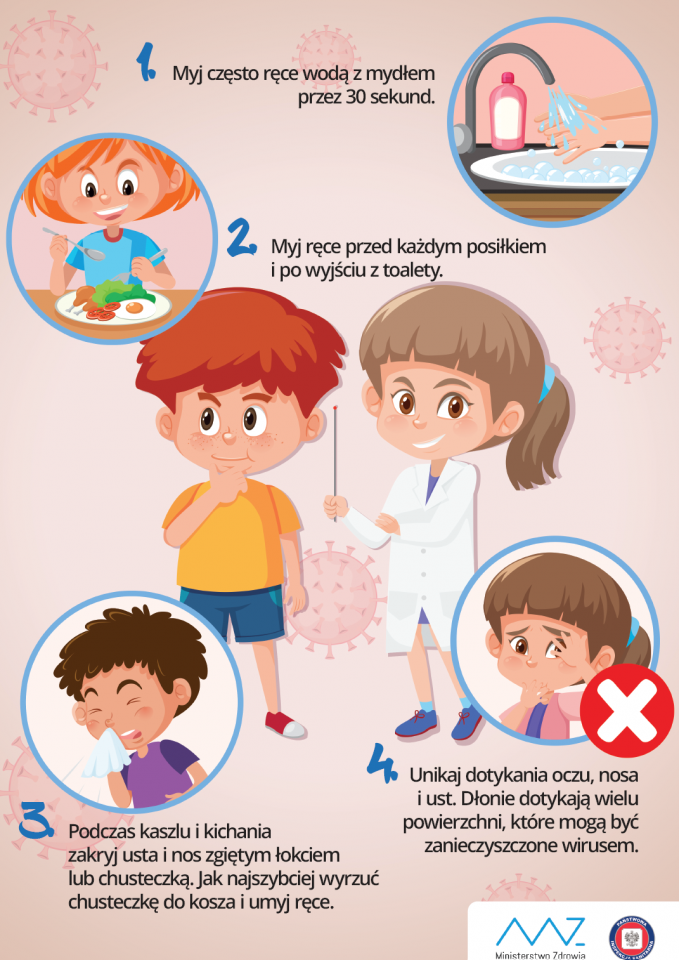 1. Myj często ręce wodą z mydłem
przez 30 sekund.
2. Myj ręce przed każdym posiłkiem
i po wyjściu z toalety.
3. Podczas kaszlu i kichania
zakryj usta i nos zgiętym łokciem
lub chusteczką. Jak najszybciej wyrzuć
chusteczkę do kosza i umyj ręce.
4. Unikaj dotykania oczu, nosa
i ust. Dłonie dotykają wielu
powierzchni, które mogą być
zanieczyszczone wirusem.
Ministerstwo Zdrowia
PAŃSTWOWA
INSPEKCJA SANITARNA